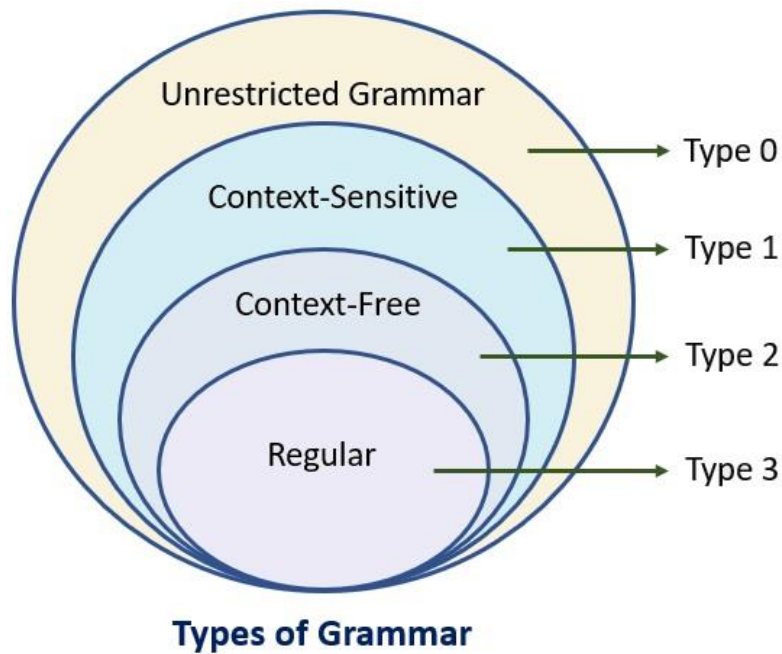 Unrestricted Grammar
Type 0
Context-Sensitive
Type 1
Context-Free
Type 2
Regular
Type 3
Types of Grammar